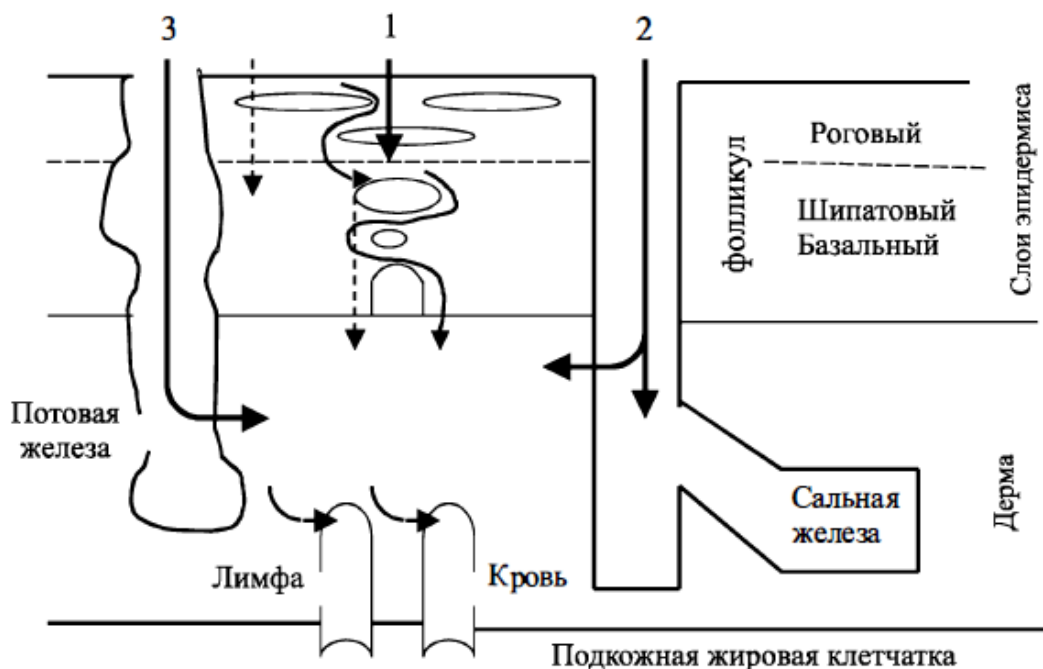 3
1
2
фолликул
Роговый
Шипатовый
Базальный
Слои эпидермиса
Потовая
железа
Сальная
железа
Дерма
Лимфа
Кровь
Подкожная жировая клетчатка